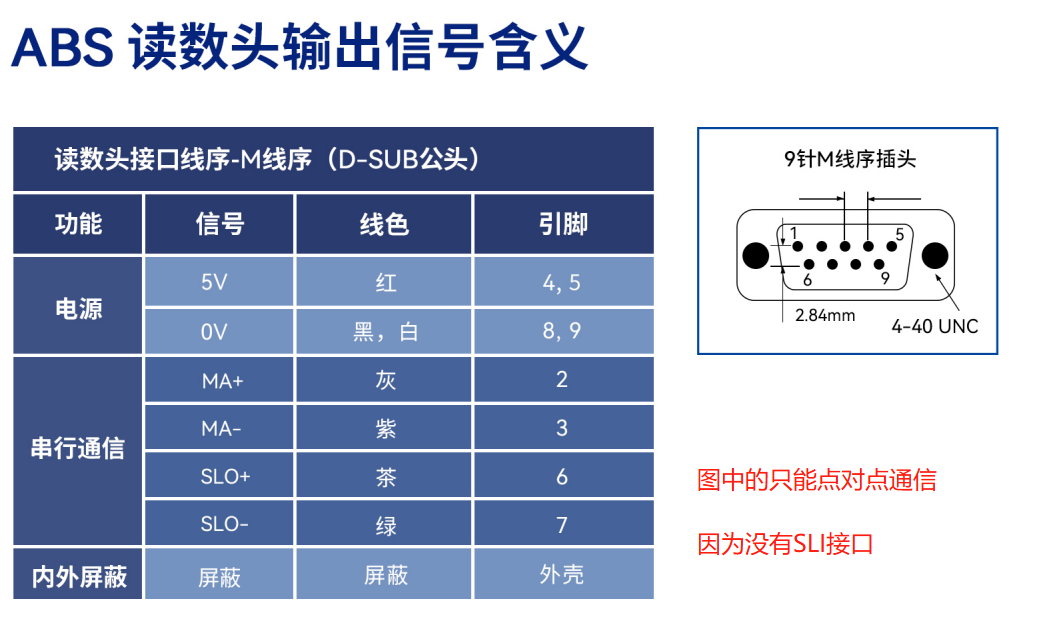 ABS 读数头输出信号含义
读数头接口线序-M线序（D-SUB公头）
功能 信号 线色 引脚
电源 5V 红 4, 5
0V 黑，白 8, 9
串行通信 MA+ 灰 2
MA- 紫 3
SLO+ 茶 6
SLO- 绿 7
内外屏蔽 屏蔽 屏蔽 外壳
9针M线序插头
1 5
6 9
2.84mm
4-40 UNC
图中的只能点对点通信
因为没有SLI接口